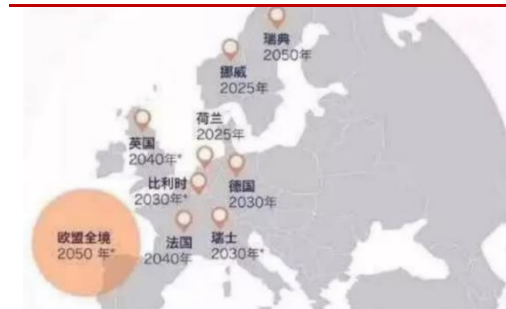 瑞典
2050年
挪威
2025年
荷兰
2025年
英国
2040年*
比利时
2030年*
德国
2030年
欧盟全境
2050 年*
法国
2040年
瑞士
2030年*